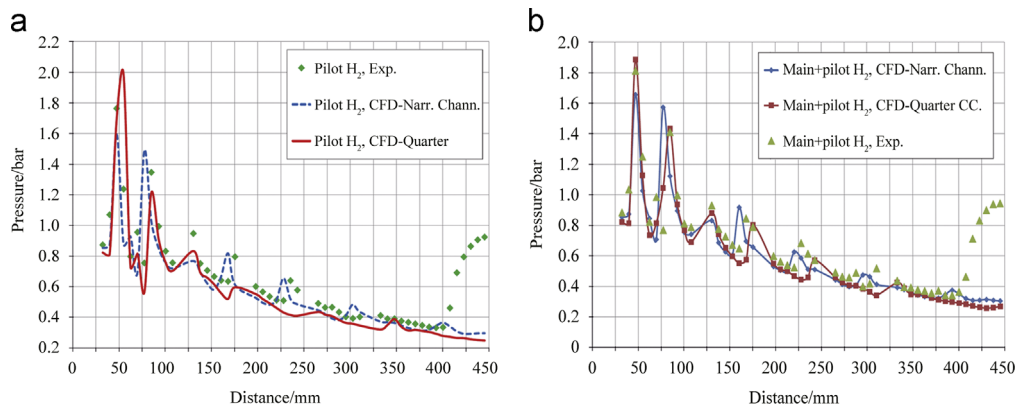 a
2.2
2.0
1.8
1.6
1.4
1.2
1.0
0.8
0.6
0.4
0.2
Pressure/bar
Pilot H₂, Exp.
Pilot H₂, CFD-Narr. Chann.
Pilot H₂, CFD-Quarter
0 50 100 150 200 250 300 350 400 450
Distance/mm
b
2.0
1.8
1.6
1.4
1.2
1.0
0.8
0.6
0.4
0.2
0
Pressure/bar
Main+pilot H₂, CFD-Narr. Chann.
Main+pilot H₂, CFD-Quarter CC.
Main+pilot H₂, Exp.
0 50 100 150 200 250 300 350 400 450
Distance/mm